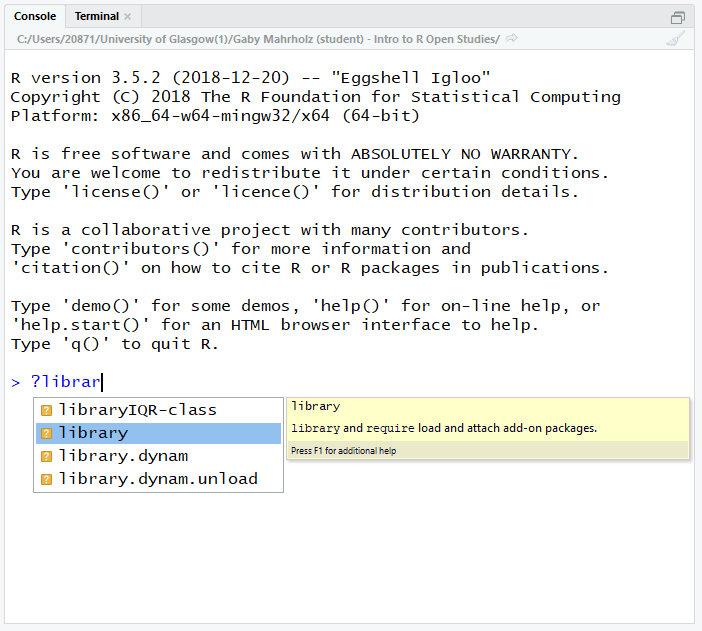 Console Terminal ×
C:/Users/20871/University of Glasgow(1)/Gaby Mahrholz (student) - Intro to R Open Studies/
R version 3.5.2 (2018-12-20) -- "Eggshell Igloo"
Copyright (C) 2018 The R Foundation for Statistical Computing
Platform: x86_64-w64-mingw32/x64 (64-bit)
R is free software and comes with ABSOLUTELY NO WARRANTY.
You are welcome to redistribute it under certain conditions.
Type 'license()' or 'licence()' for distribution details.
R is a collaborative project with many contributors.
Type 'contributors()' for more information and
'citation()' on how to cite R or R packages in publications.
Type 'demo()' for some demos, 'help()' for on-line help, or
'help.start()' for an HTML browser interface to help.
Type 'q()' to quit R.
> ?librar
libraryIQR-class
library
library.dynam
library.dynam.unload
library
library and require load and attach add-on packages.
Press F1 for additional help